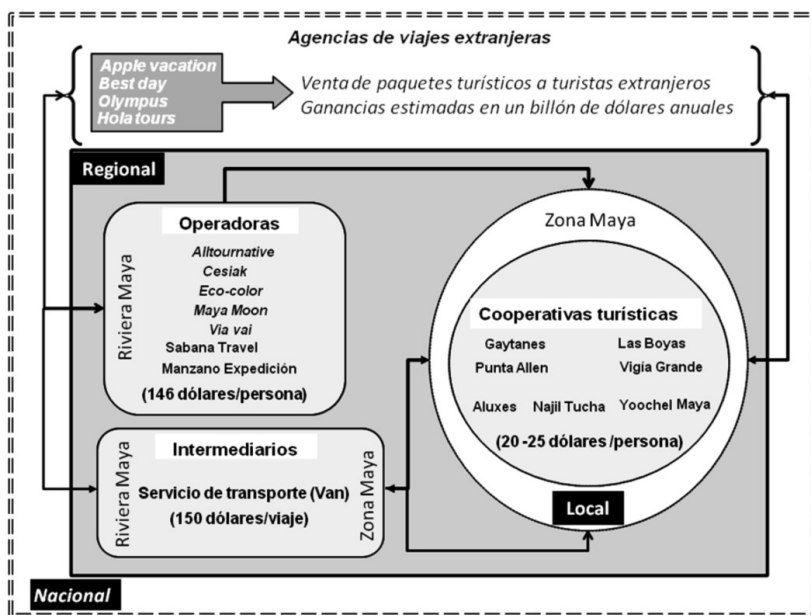 Agencias de viajes extranjeras
Apple vacation
Best day
Olympus
Hola tours
Venta de paquetes turísticos a turistas extranjeros
Ganancias estimadas en un billón de dólares anuales
Regional
Riviera Maya
Operadoras
Alltournative
Cesiak
Eco-color
Maya Moon
Via vai
Sabana Travel
Manzano Expedición
(146 dólares/persona)
Zona Maya
Cooperativas turísticas
Gaytanes Las Boyas
Punta Allen Vigía Grande
Aluxes Najil Tucha Yoochel Maya
(20 -25 dólares /persona)
Local
Riviera Maya
Intermediarios
Servicio de transporte (Van)
(150 dólares/viaje)
Zona Maya
Nacional